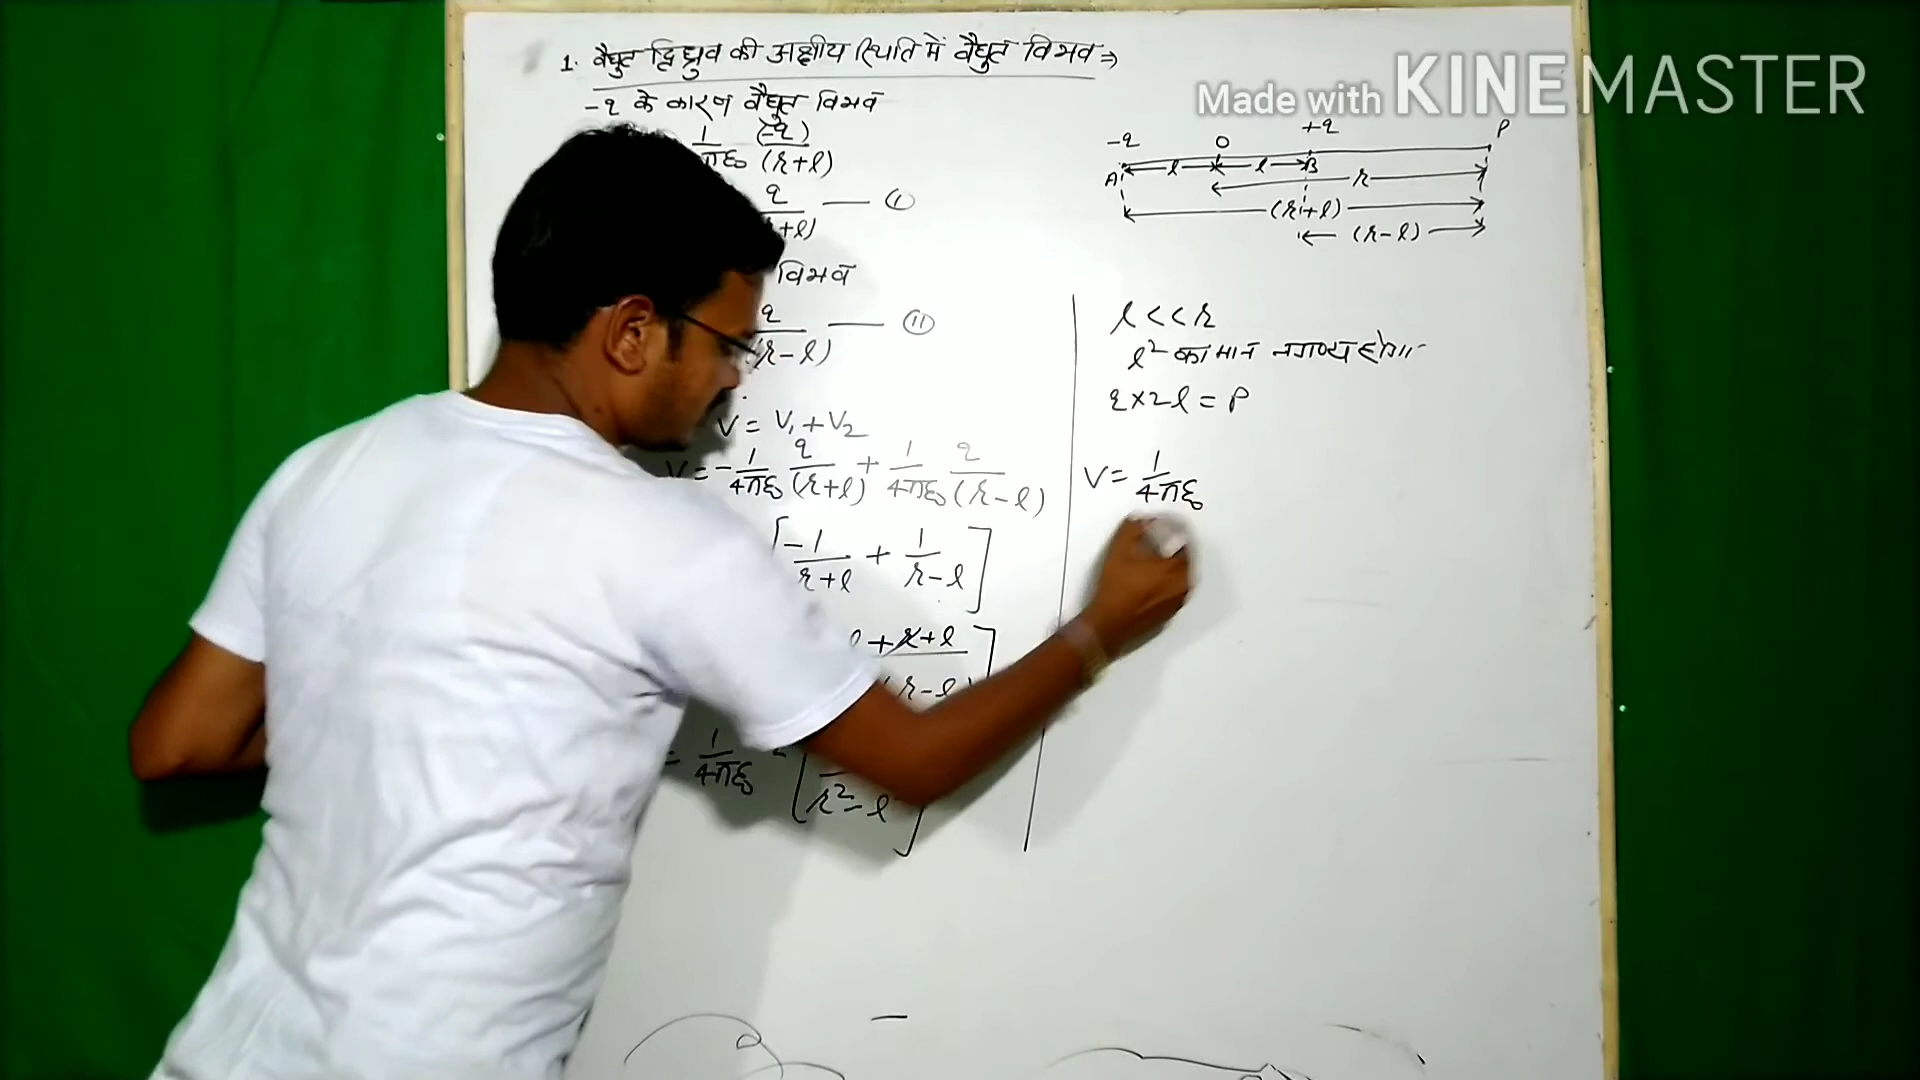 1. वैद्युत द्विध्रुव की अक्षीय स्थिति में वैद्युत विभव ⇒
Made with KINEMASTER
-q के कारण वैद्युत विभव
1 (-q)
πε₀ (r+l)
q
+l) —— (I)
विभव
q
(r-l) —— (II)
V = V₁ + V₂
V = -1/4πε₀ q/(r+l) + 1/4πε₀ q/(r-l)
[-1/r+l + 1/r-l]
l + r + l
(r-l)
= 1/4πε₀ [
r² - l
-q O +q P
A l l B
r
(r+l)
(r-l)
l << r
l² का मान नगण्य होगा
q×2l = P
V = 1/4πε₀